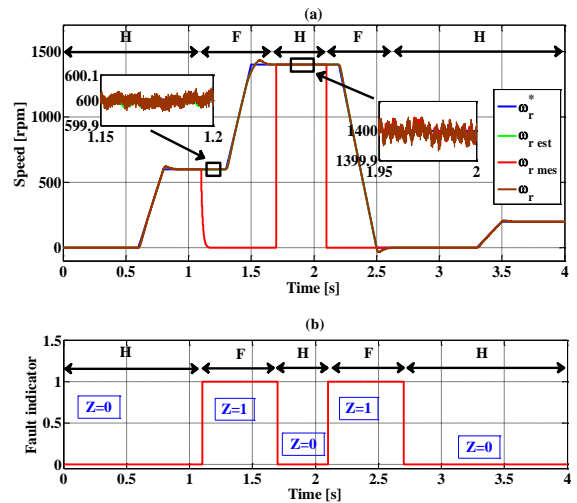 (a)
H F H F H
1500
1000
500
0
Speed [rpm]
600.1
600
599.9
1.15 1.2
1400
1399.9
1.95 2
ω*r
ωr est
ωr mes
ωr
0 0.5 1 1.5 2 2.5 3 3.5 4
Time [s]
(b)
H F H F H
1.5
1
0.5
0
Fault indicator
Z=0 Z=1 Z=0 Z=1 Z=0
0 0.5 1 1.5 2 2.5 3 3.5 4
Time [s]